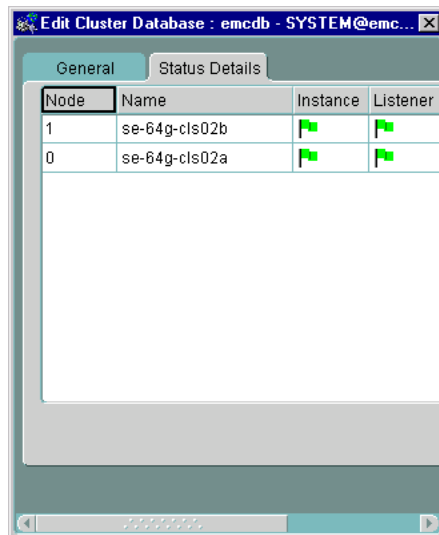 Edit Cluster Database : emcdb - SYSTEM@emc...
General Status Details
Node Name Instance Listener
1 se-64g-cls02b
0 se-64g-cls02a